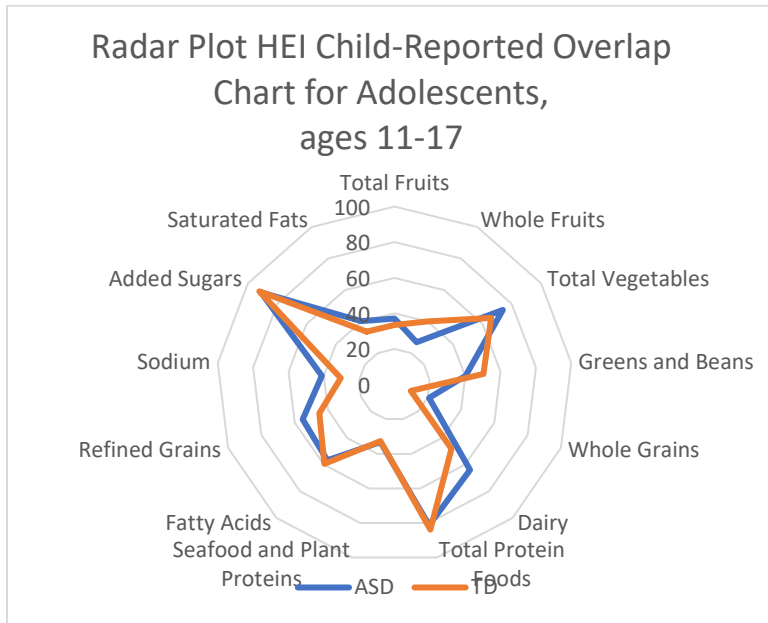 Radar Plot HEI Child-Reported Overlap
Chart for Adolescents,
ages 11-17
Total Fruits
100
Saturated Fats
Whole Fruits
80
Added Sugars
60
Total Vegetables
40
20
Sodium
0
Greens and Beans
Refined Grains
Whole Grains
Fatty Acids
Dairy
Seafood and Plant
Proteins
Total Protein
Foods
ASD
TD